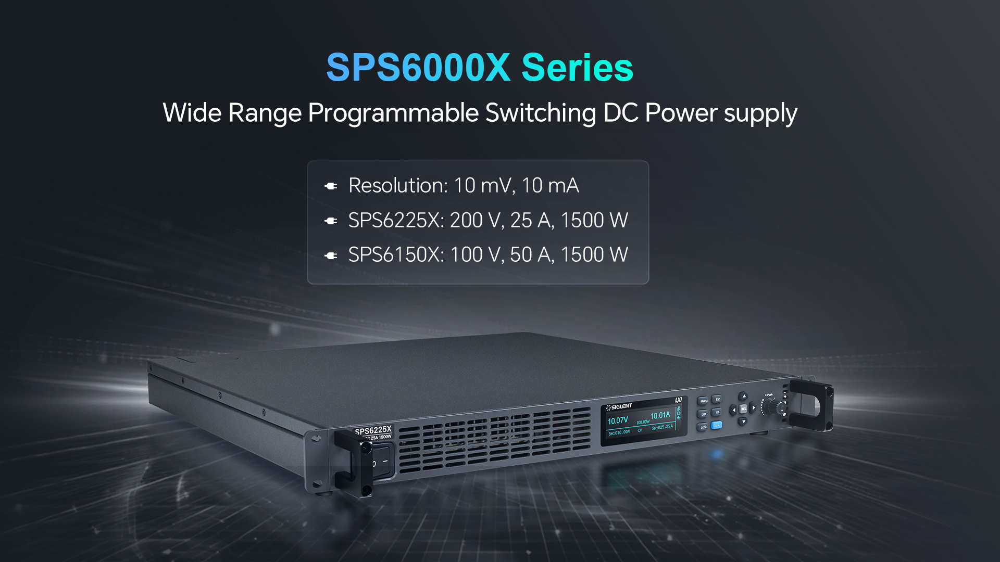 SPS6000X Series
Wide Range Programmable Switching DC Power supply
Resolution: 10 mV, 10 mA
SPS6225X: 200 V, 25 A, 1500 W
SPS6150X: 100 V, 50 A, 1500 W
SIGLENT
LXI
10.07V
100.80W
10.01A
Set:010.00V
CV
Set:025.25A
Menu
Esc
List
V/I
Lock
SEL
Push
SPS6225X
25A 1500W